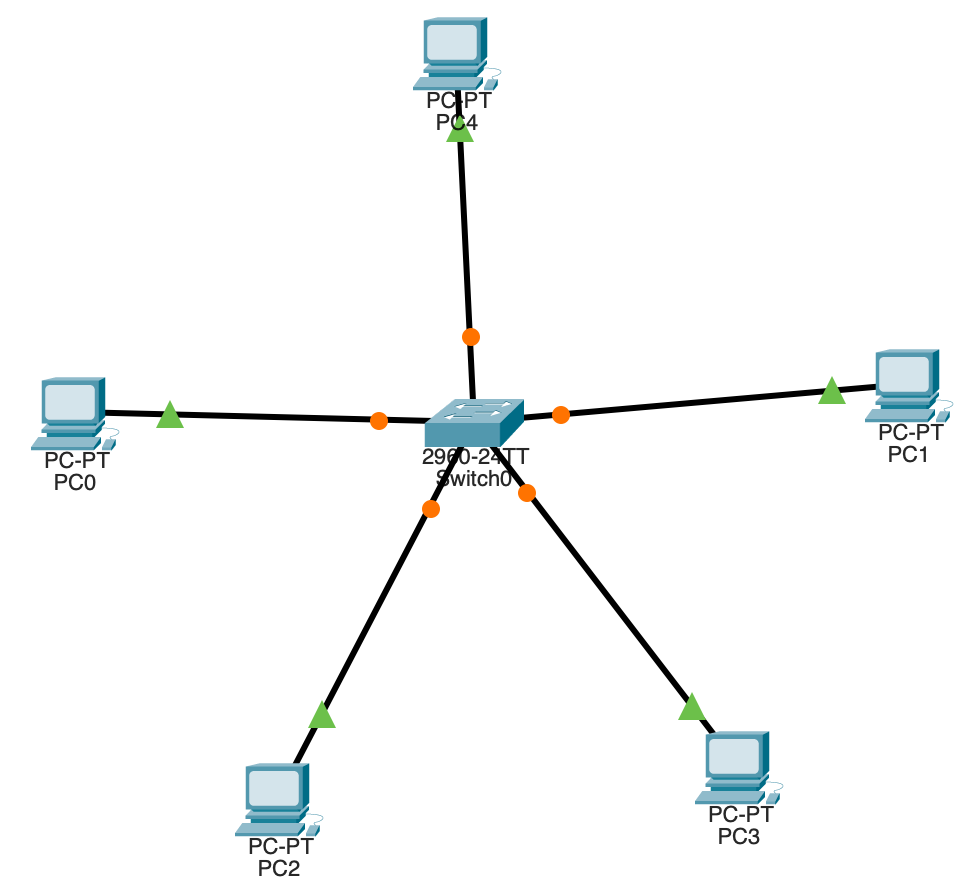 PC-PT
PC4
PC-PT
PC1
PC-PT
PC0
2960-24TT
Switch0
PC-PT
PC3
PC-PT
PC2